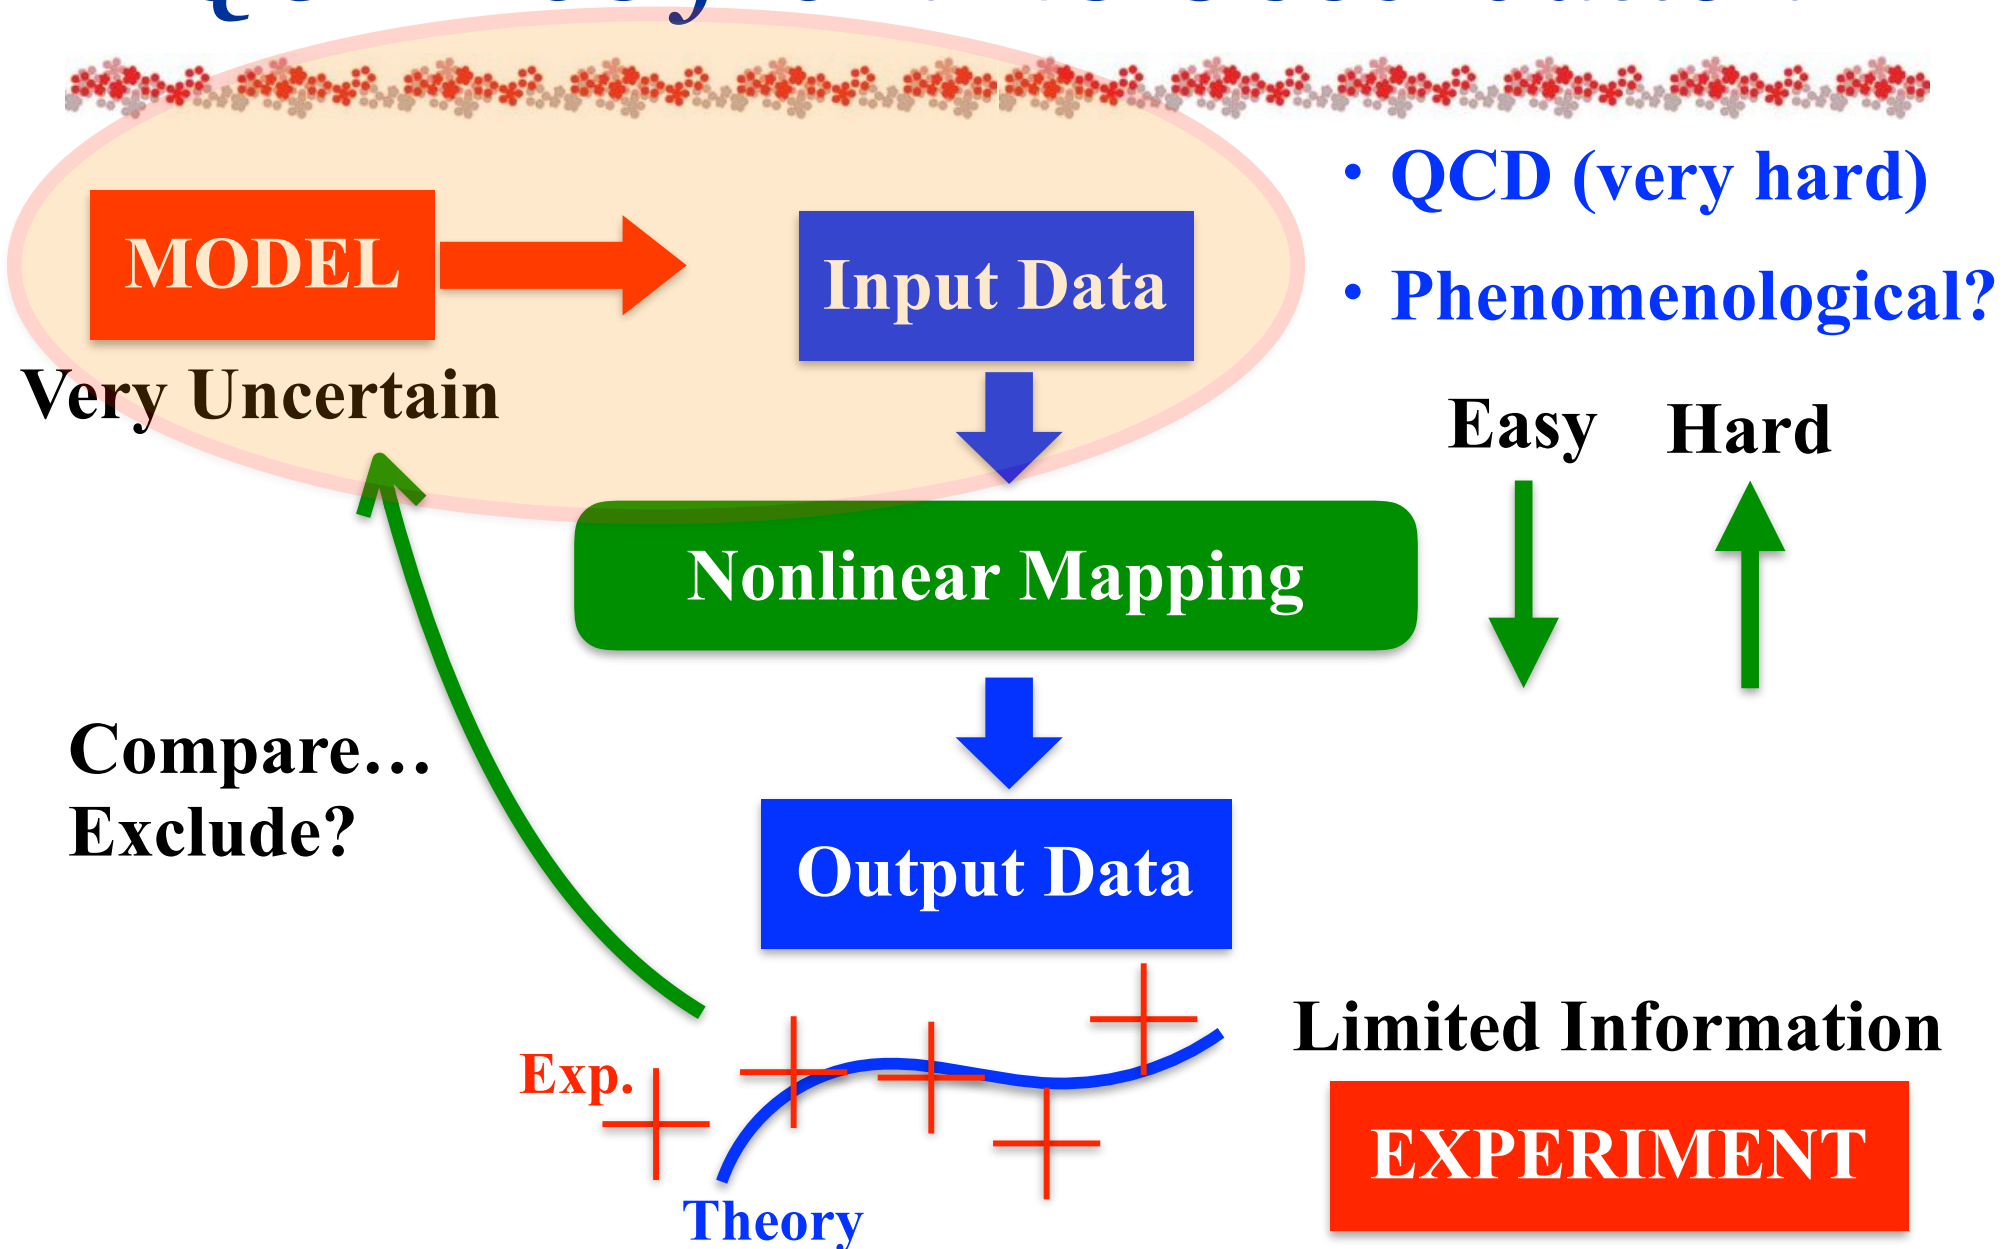 • QCD (very hard)
MODEL
Input Data
• Phenomenological?
Very Uncertain
Easy Hard
Nonlinear Mapping
Compare…
Exclude?
Output Data
Limited Information
Exp.
EXPERIMENT
Theory